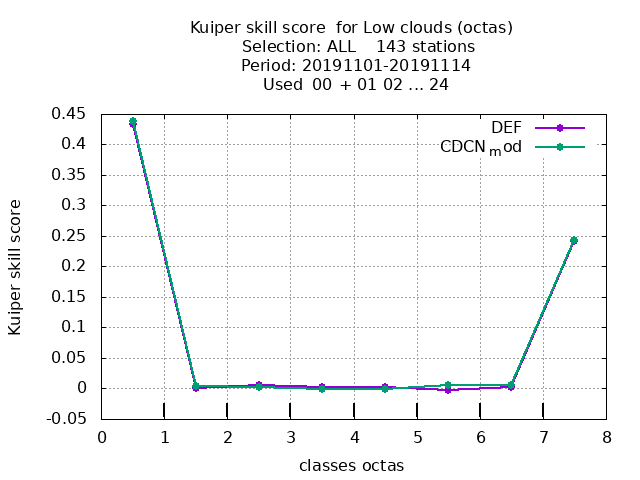 Kuiper skill score  for Low clouds (octas)
Selection: ALL    143 stations
Period: 20191101-20191114
Used  00  + 01 02 ... 24
DEF
CDCNmod
0.45
0.4
0.35
0.3
0.25
0.2
0.15
0.1
0.05
0
-0.05
Kuiper skill score
0 1 2 3 4 5 6 7 8
classes octas